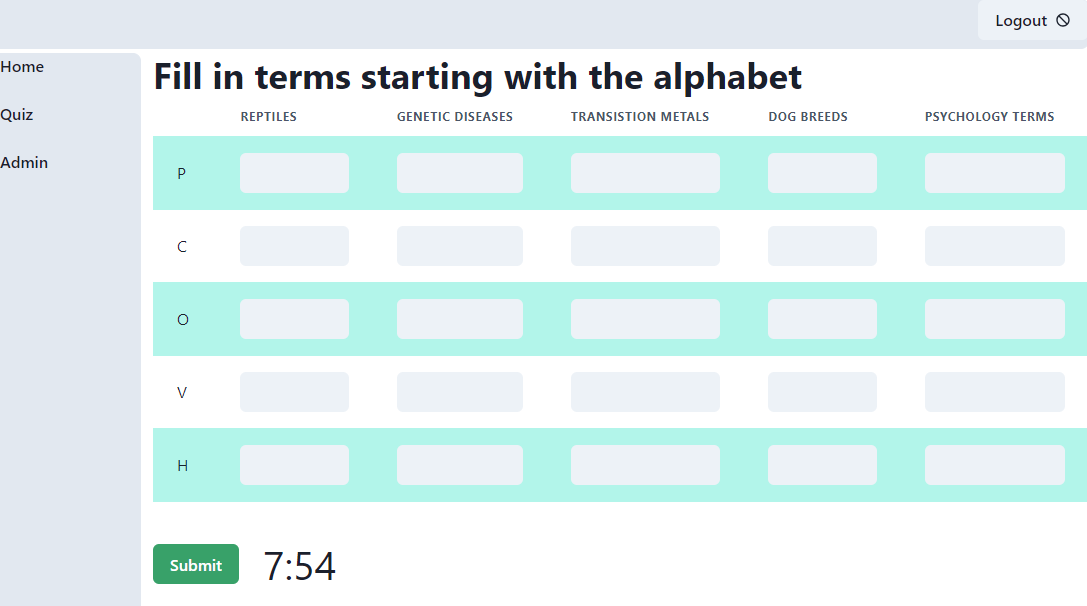 Logout
Home
Quiz
Admin
Fill in terms starting with the alphabet
REPTILES GENETIC DISEASES TRANSISTION METALS DOG BREEDS PSYCHOLOGY TERMS
P
C
O
V
H
Submit 7:54